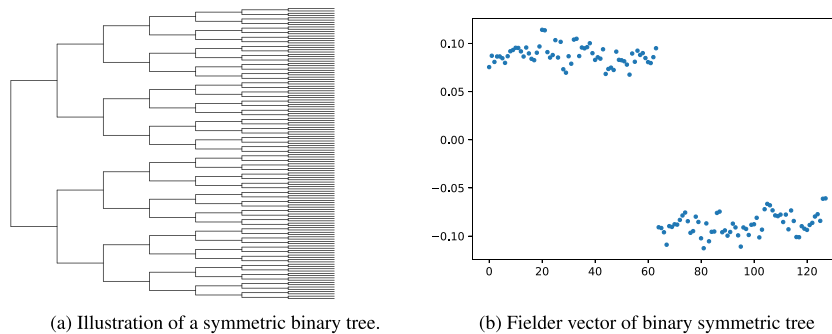 0.10
0.05
0.00
−0.05
−0.10
0 20 40 60 80 100 120
(a) Illustration of a symmetric binary tree.
(b) Fielder vector of binary symmetric tree